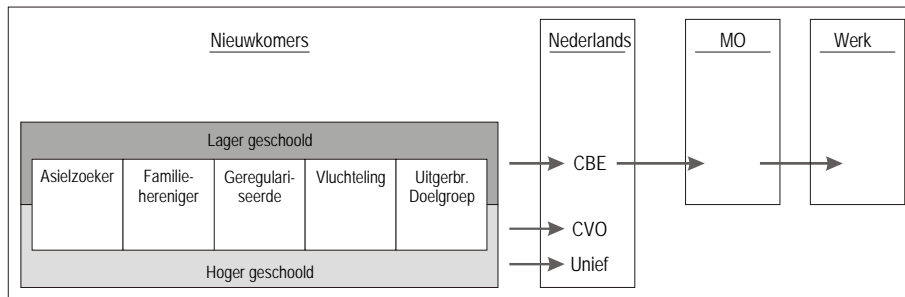 Nieuwkomers
Nederlands
MO
Werk
Lager geschoold
Asielzoeker
Familie-
hereniger
Geregulari-
seerde
Vluchteling
Uitgerbr.
Doelgroep
CBE
CVO
Hoger geschoold
Unief